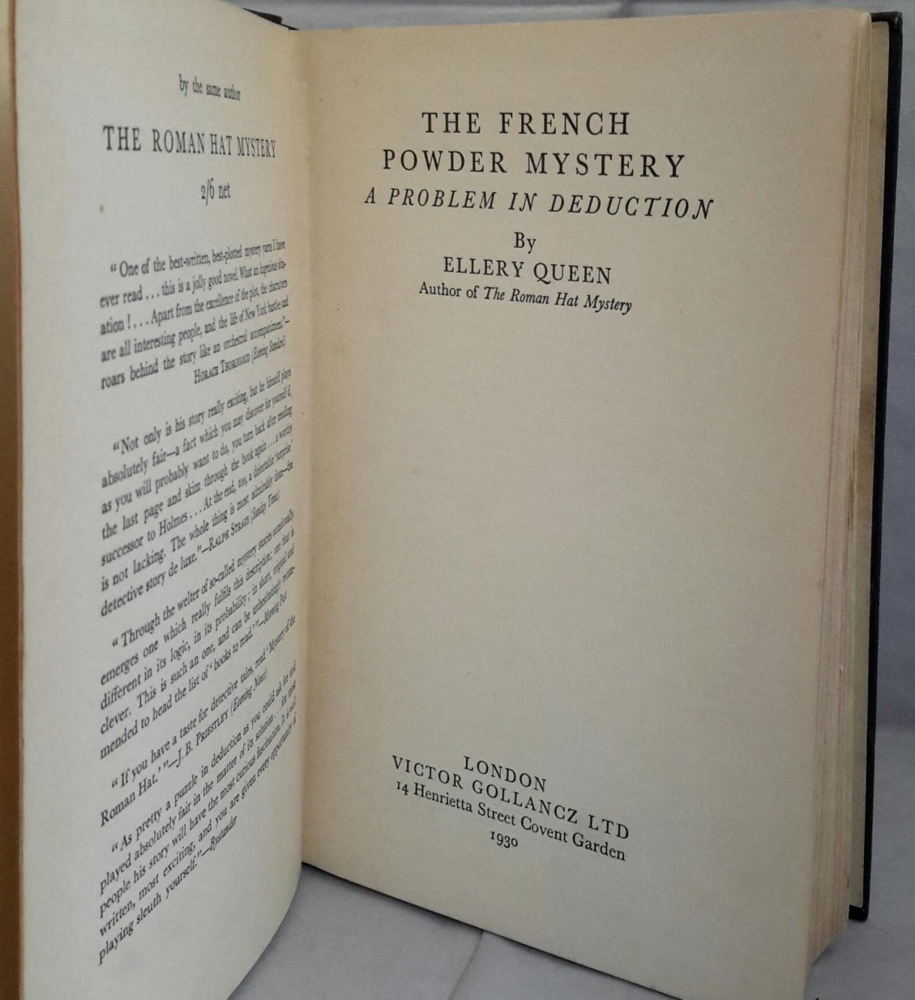 by the same author
THE ROMAN HAT MYSTERY
2/6 net
“One of the best-written, best-plotted mystery yarns I have
ever read . . . this is a jolly good novel. What an ingenious situ-
ation ! . . . Apart from the excellence of the plot, the characters
are all interesting people, and the life of New York bustle and
roars behind the story like an orchestral accompaniment.”—
HORACE THOROGOOD (Evening Standard)
“Not only is his story really exciting, but he himself plays
absolutely fair—a fact which you may discover for yourself if,
as you will probably want to do, you turn back after reading
the last page and skim through the book again . . . a worthy
successor to Holmes . . . At the end, too, a delectable ‘surprise’
is not lacking. The whole thing is most admirably done—the
detective story de luxe.”—RALPH STRAUS (Sunday Times)
“Through the welter of so-called mystery stories occasionally
emerges one which really fulfils this description; one that is
different in its logic, in its probability; in short, original and
clever. This is such an one, and can be unhesitatingly recom-
mended to head the list of ‘books to read.’”—Morning Post
“If you have a taste for detective tales, read ‘Mystery of the
Roman Hat.’”—J. B. PRIESTLEY (Evening News)
“As pretty a puzzle in deduction as you could ask for and
played absolutely fair in the matter of its solution . . . for most
people his story will have the most curious fascination. It is well
written, most exciting, and you are given every opportunity of
playing sleuth yourself.”—Bystander
THE FRENCH
POWDER MYSTERY
A PROBLEM IN DEDUCTION
By
ELLERY QUEEN
Author of The Roman Hat Mystery
LONDON
VICTOR GOLLANCZ LTD
14 Henrietta Street Covent Garden
1930